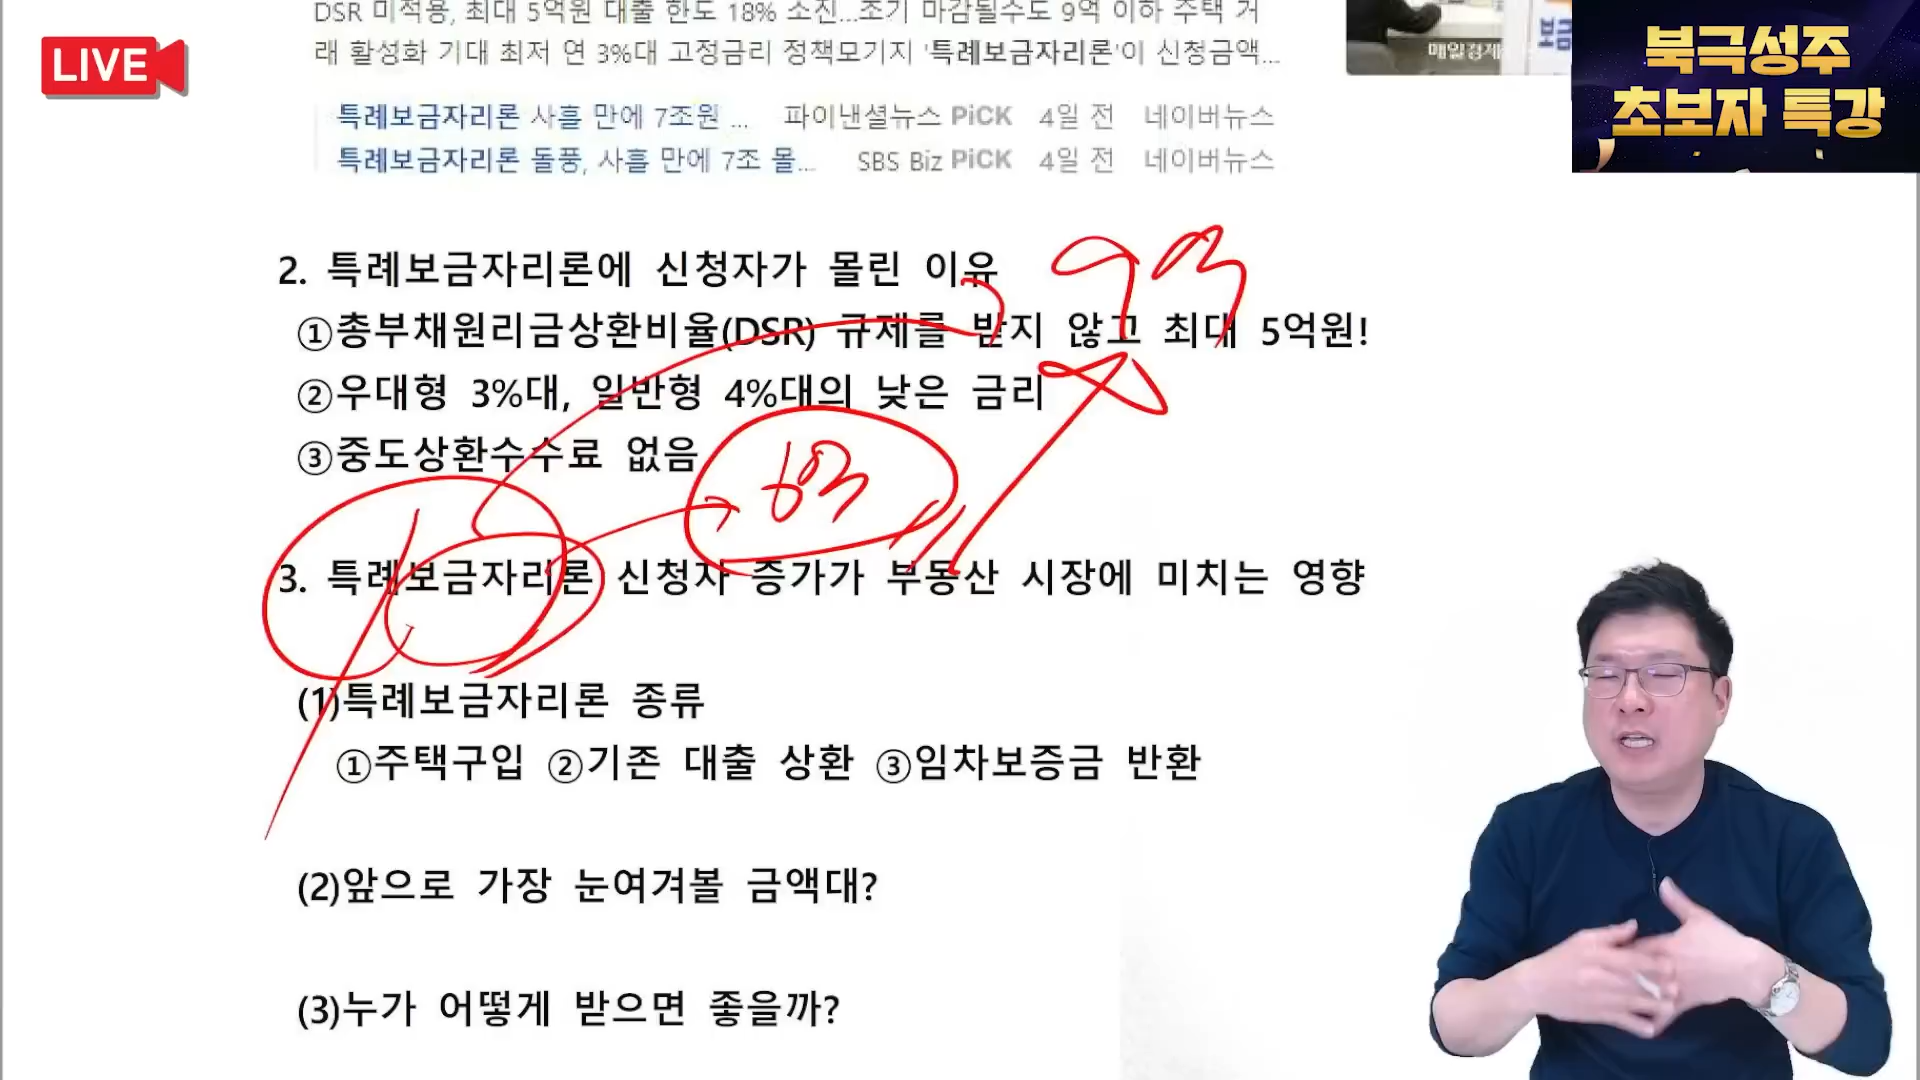 DSR 미적용, 최대 5억원 대출 한도 18% 소진...조기 마감될수도 9억 이하 주택 거
래 활성화 기대 최저 연 3%대 고정금리 정책모기지 '특례보금자리론'이 신청금액...
매일경제
보금
LIVE
북극성주
초보자 특강
특례보금자리론 사흘 만에 7조원 ... 파이낸셜뉴스 PiCK 4일 전 네이버뉴스
특례보금자리론 돌풍, 사흘 만에 7조 몰... SBS Biz PiCK 4일 전 네이버뉴스
2. 특례보금자리론에 신청자가 몰린 이유
9억
①총부채원리금상환비율(DSR) 규제를 받지 않고 최대 5억원!
②우대형 3%대, 일반형 4%대의 낮은 금리
③중도상환수수료 없음
6억
3. 특례보금자리론 신청자 증가가 부동산 시장에 미치는 영향
(1)특례보금자리론 종류
①주택구입 ②기존 대출 상환 ③임차보증금 반환
(2)앞으로 가장 눈여겨볼 금액대?
(3)누가 어떻게 받으면 좋을까?